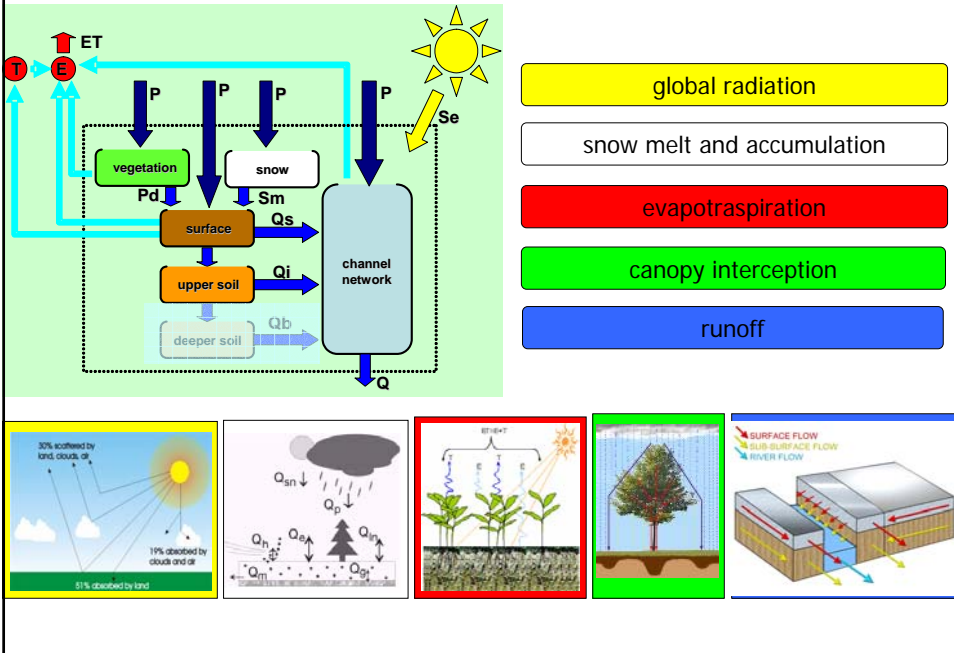 ET
T
E
P
P
P
P
Se
vegetation
snow
Pd
Sm
surface
Qs
channel
network
upper soil
Qi
deeper soil
Qb
Q
global radiation
snow melt and accumulation
evapotraspiration
canopy interception
runoff
30% scattered by
land, clouds, air
19% absorbed by
clouds and air
51% absorbed by land
Qsn
Qp
Qh
Qe
Qin
Qm
Qg
ET=E+T
T
E
T
E
SURFACE FLOW
SUB-SURFACE FLOW
RIVER FLOW